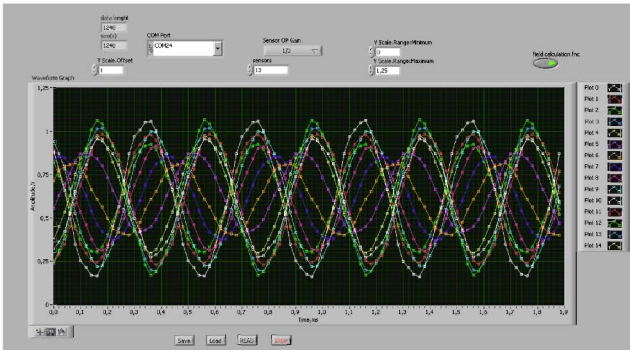 data lenght
1240
size(s)
1240
COM Port
COM24
Sensor OP Gain
1/3
Y Scale.Range:Minimum
0
Y Scale.Offset
1
sensors
13
Y Scale.Range:Maximum
1,25
field calculation fnc
Waveform Graph
Amplitude,V
1,25
1
0,75
0,5
0,25
0
0,0 0,1 0,2 0,3 0,4 0,5 0,6 0,7 0,8 0,9 1,0 1,1 1,2 1,3 1,4 1,5 1,6 1,7 1,8 1,9
Time,ms
Plot 0
Plot 1
Plot 2
Plot 3
Plot 4
Plot 5
Plot 6
Plot 7
Plot 8
Plot 9
Plot 10
Plot 11
Plot 12
Plot 13
Plot 14
Save Load READ STOP